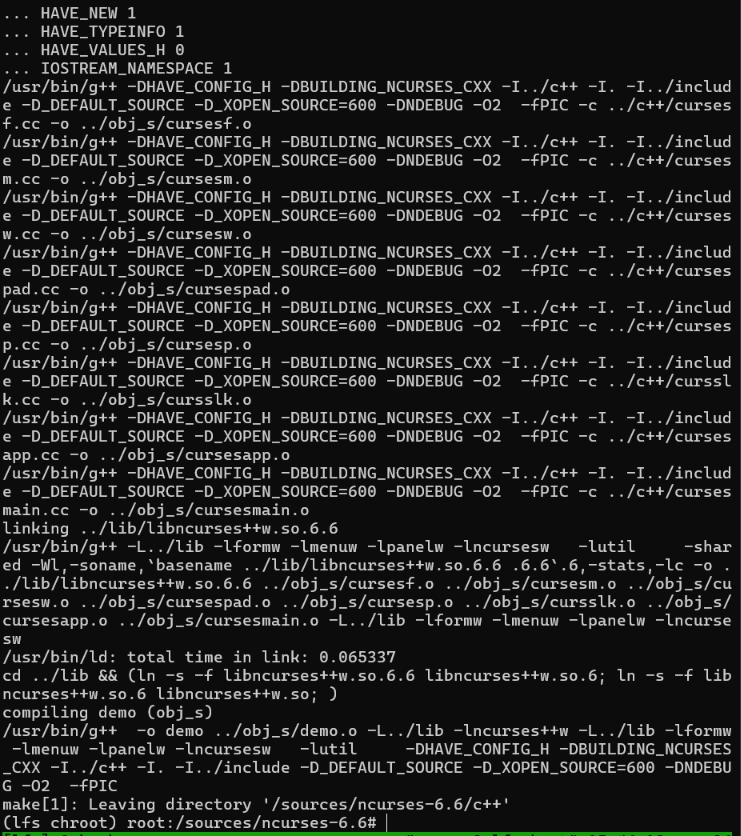 ... HAVE_NEW 1
... HAVE_TYPEINFO 1
... HAVE_VALUES_H 0
... IOSTREAM_NAMESPACE 1
/usr/bin/g++ -DHAVE_CONFIG_H -DBUILDING_NCURSES_CXX -I../c++ -I. -I../includ
e -D_DEFAULT_SOURCE -D_XOPEN_SOURCE=600 -DNDEBUG -O2  -fPIC -c ../c++/curses
f.cc -o ../obj_s/cursesf.o
/usr/bin/g++ -DHAVE_CONFIG_H -DBUILDING_NCURSES_CXX -I../c++ -I. -I../includ
e -D_DEFAULT_SOURCE -D_XOPEN_SOURCE=600 -DNDEBUG -O2  -fPIC -c ../c++/curses
m.cc -o ../obj_s/cursesm.o
/usr/bin/g++ -DHAVE_CONFIG_H -DBUILDING_NCURSES_CXX -I../c++ -I. -I../includ
e -D_DEFAULT_SOURCE -D_XOPEN_SOURCE=600 -DNDEBUG -O2  -fPIC -c ../c++/curses
w.cc -o ../obj_s/cursesw.o
/usr/bin/g++ -DHAVE_CONFIG_H -DBUILDING_NCURSES_CXX -I../c++ -I. -I../includ
e -D_DEFAULT_SOURCE -D_XOPEN_SOURCE=600 -DNDEBUG -O2  -fPIC -c ../c++/curses
pad.cc -o ../obj_s/cursespad.o
/usr/bin/g++ -DHAVE_CONFIG_H -DBUILDING_NCURSES_CXX -I../c++ -I. -I../includ
e -D_DEFAULT_SOURCE -D_XOPEN_SOURCE=600 -DNDEBUG -O2  -fPIC -c ../c++/curses
p.cc -o ../obj_s/cursesp.o
/usr/bin/g++ -DHAVE_CONFIG_H -DBUILDING_NCURSES_CXX -I../c++ -I. -I../includ
e -D_DEFAULT_SOURCE -D_XOPEN_SOURCE=600 -DNDEBUG -O2  -fPIC -c ../c++/curssl
k.cc -o ../obj_s/cursslk.o
/usr/bin/g++ -DHAVE_CONFIG_H -DBUILDING_NCURSES_CXX -I../c++ -I. -I../includ
e -D_DEFAULT_SOURCE -D_XOPEN_SOURCE=600 -DNDEBUG -O2  -fPIC -c ../c++/curses
app.cc -o ../obj_s/cursesapp.o
/usr/bin/g++ -DHAVE_CONFIG_H -DBUILDING_NCURSES_CXX -I../c++ -I. -I../includ
e -D_DEFAULT_SOURCE -D_XOPEN_SOURCE=600 -DNDEBUG -O2  -fPIC -c ../c++/curses
main.cc -o ../obj_s/cursesmain.o
linking ../lib/libncurses++w.so.6.6
/usr/bin/g++ -L../lib -lformw -lmenuw -lpanelw -lncursesw   -lutil     -shar
ed -Wl,-soname,`basename ../lib/libncurses++w.so.6.6 .6.6`.6,-stats,-lc -o .
./lib/libncurses++w.so.6.6 ../obj_s/cursesf.o ../obj_s/cursesm.o ../obj_s/cu
rsesw.o ../obj_s/cursespad.o ../obj_s/cursesp.o ../obj_s/cursslk.o ../obj_s/
cursesapp.o ../obj_s/cursesmain.o -L../lib -lformw -lmenuw -lpanelw -lncurse
sw
/usr/bin/ld: total time in link: 0.065337
cd ../lib && (ln -s -f libncurses++w.so.6.6 libncurses++w.so.6; ln -s -f lib
ncurses++w.so.6 libncurses++w.so; )
compiling demo (obj_s)
/usr/bin/g++  -o demo ../obj_s/demo.o -L../lib -lncurses++w -L../lib -lformw
 -lmenuw -lpanelw -lncursesw   -lutil     -DHAVE_CONFIG_H -DBUILDING_NCURSES
_CXX -I../c++ -I. -I../include -D_DEFAULT_SOURCE -D_XOPEN_SOURCE=600 -DNDEBU
G -O2  -fPIC
make[1]: Leaving directory '/sources/ncurses-6.6/c++'
(lfs chroot) root:/sources/ncurses-6.6#